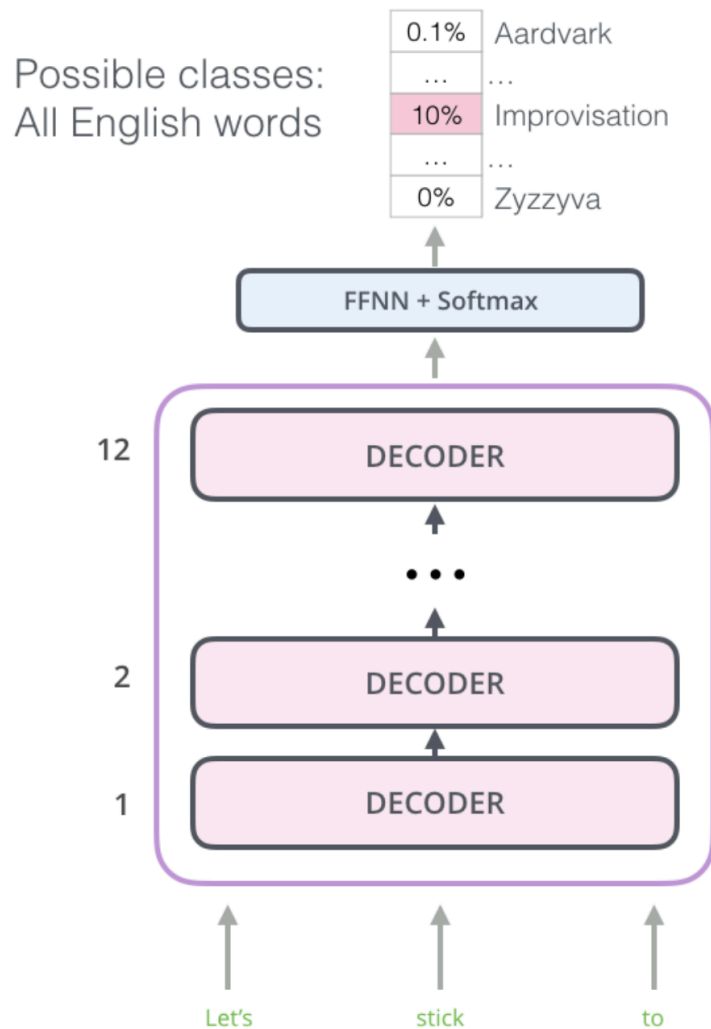 0.1% Aardvark
Possible classes:
... ...
All English words
10% Improvisation
... ...
0% Zyzzyva
FFNN + Softmax
12 DECODER
...
2 DECODER
1 DECODER
Let's stick to